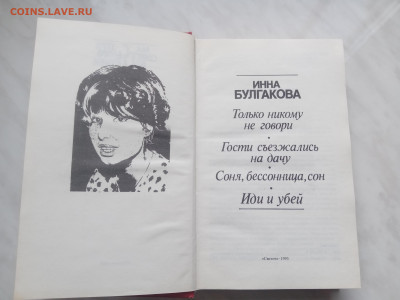 COINS.LAVE.RU
ИННА
БУЛГАКОВА
Только никому
не говори
•
Гости съезжались
на дачу
•
Соня, бессонница, сон
•
Иди и убей